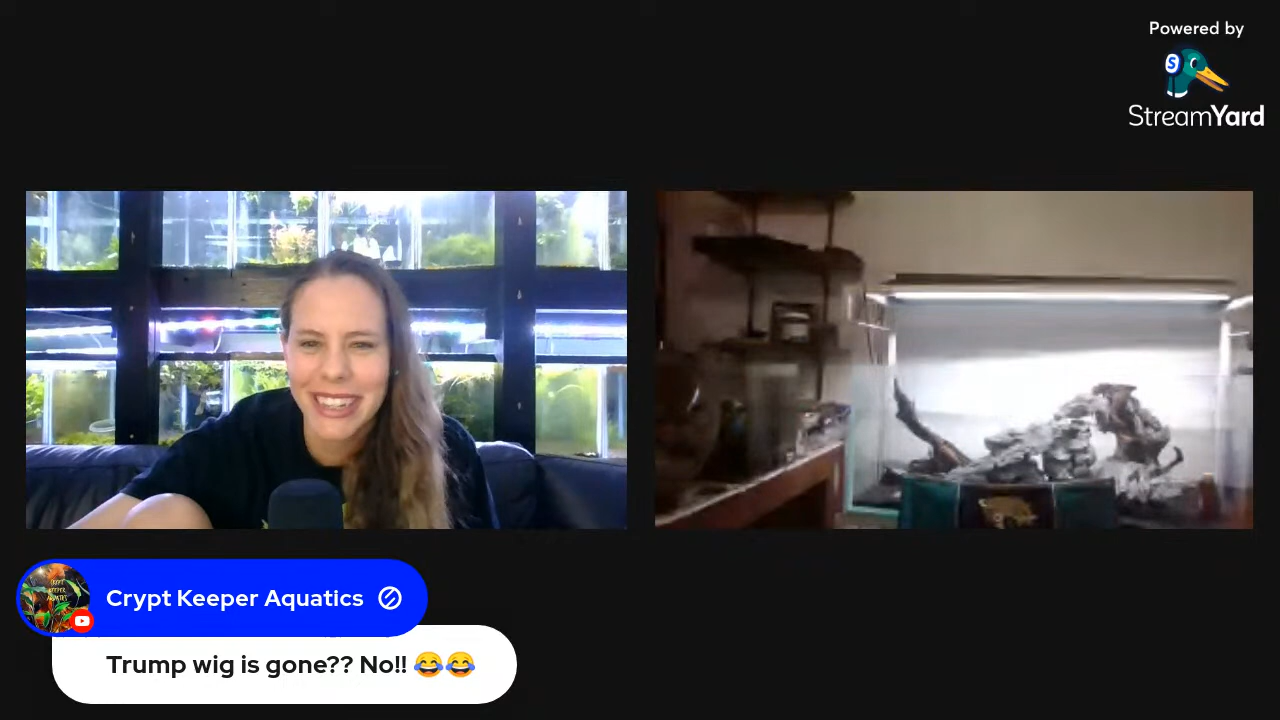 Powered by
StreamYard
Crypt Keeper Aquatics
Trump wig is gone?? No!! 😂😂